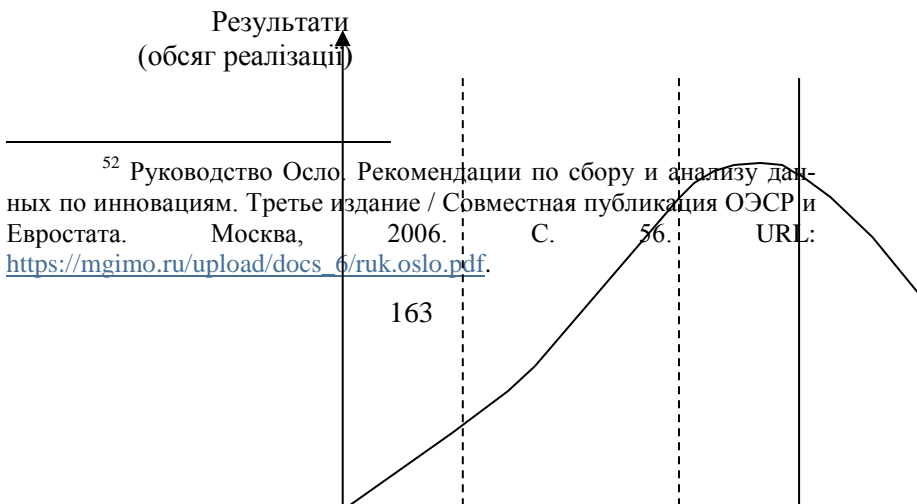 Результати
(обсяг реалізації)
52 Руководство Осло. Рекомендации по сбору и анализу дан-
ных по инновациям. Третье издание / Совместная публикация ОЭСР и
Евростата. Москва, 2006. С. 56. URL:
https://mgimo.ru/upload/docs_6/ruk.oslo.pdf.
163